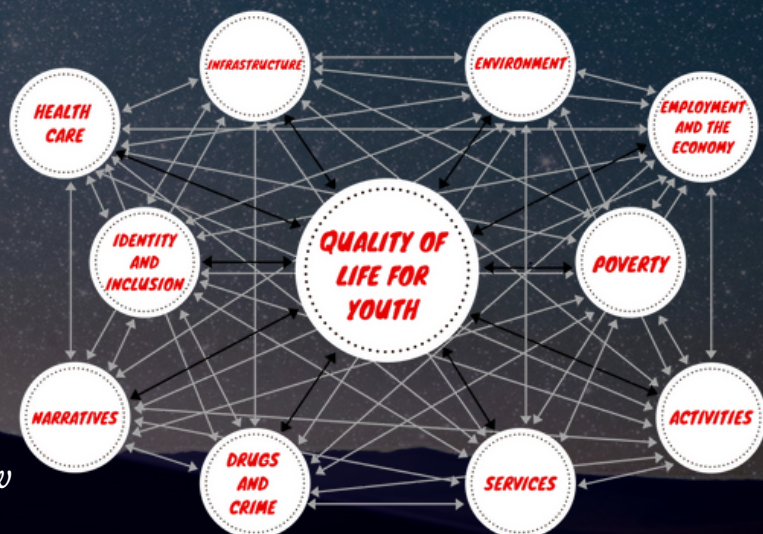 INFRASTRUCTURE
ENVIRONMENT
HEALTH
CARE
EMPLOYMENT
AND THE
ECONOMY
IDENTITY
AND
INCLUSION
QUALITY OF
LIFE FOR
YOUTH
POVERTY
NARRATIVES
ACTIVITIES
DRUGS
AND
CRIME
SERVICES